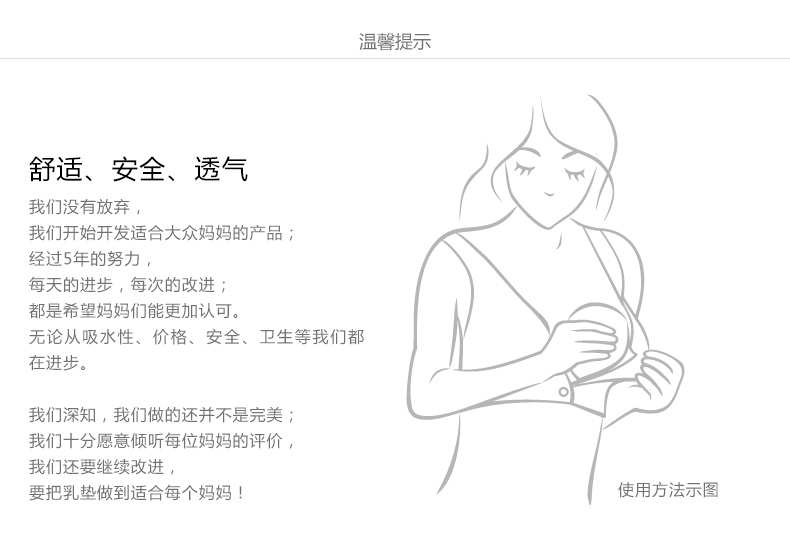 温馨提示
舒适、安全、透气
我们没有放弃，
我们开始开发适合大众妈妈的产品；
经过5年的努力，
每天的进步，每次的改进；
都是希望妈妈们能更加认可。
无论从吸水性、价格、安全、卫生等我们都
在进步。
我们深知，我们做的还并不是完美；
我们十分愿意倾听每位妈妈的评价，
我们还要继续改进，
要把乳垫做到适合每个妈妈！
使用方法示图